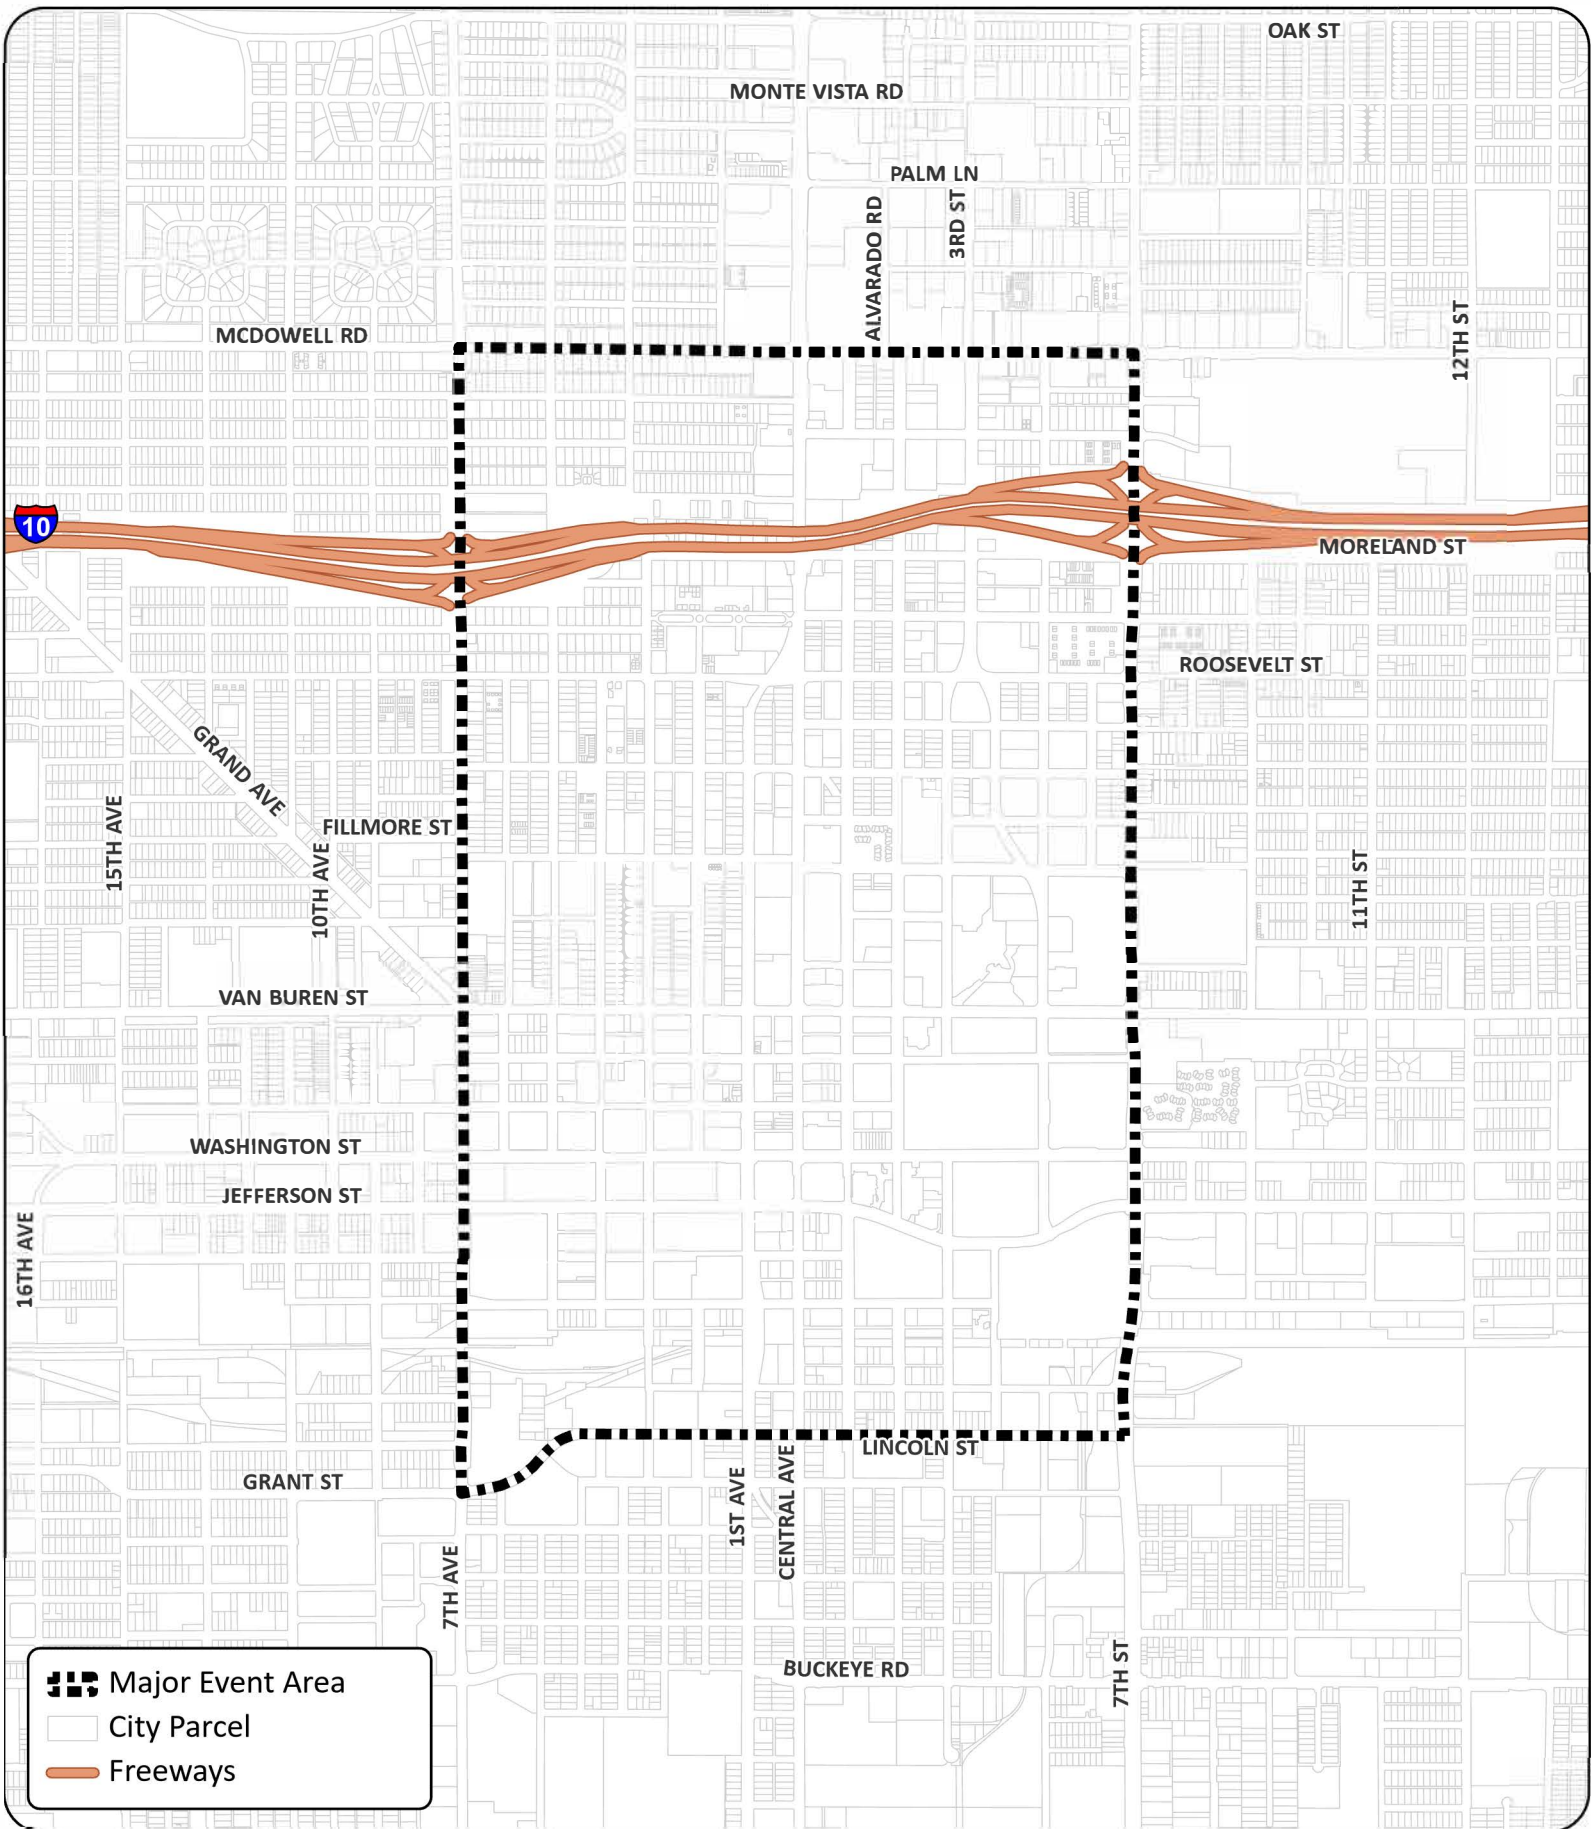 OAK ST
MONTE VISTA RD
PALM LN
ALVARADO RD
3RD ST
MCDOWELL RD
12TH ST
10
MORELAND ST
ROOSEVELT ST
GRAND AVE
15TH AVE
FILLMORE ST
10TH AVE
11TH ST
VAN BUREN ST
WASHINGTON ST
JEFFERSON ST
16TH AVE
LINCOLN ST
GRANT ST
1ST AVE
CENTRAL AVE
7TH AVE
7TH ST
BUCKEYE RD
Major Event Area
City Parcel
Freeways